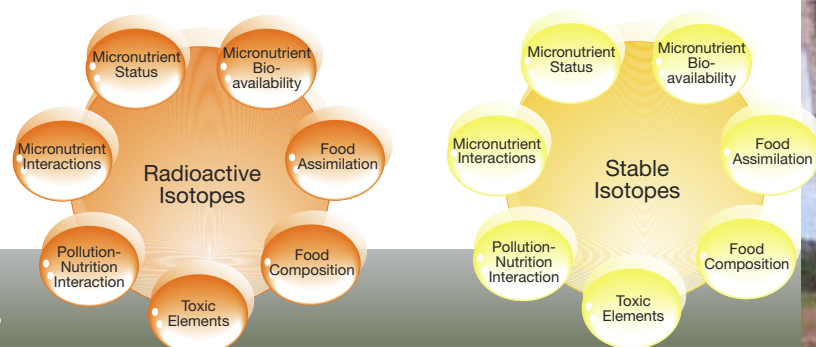 Micronutrient
Status
Micronutrient
Bio-
availability
Micronutrient
Interactions
Food
Assimilation
Radioactive
Isotopes
Pollution-
Nutrition
Interaction
Food
Composition
Toxic
Elements
Micronutrient
Status
Micronutrient
Bio-
availability
Micronutrient
Interactions
Food
Assimilation
Stable
Isotopes
Pollution-
Nutrition
Interaction
Food
Composition
Toxic
Elements